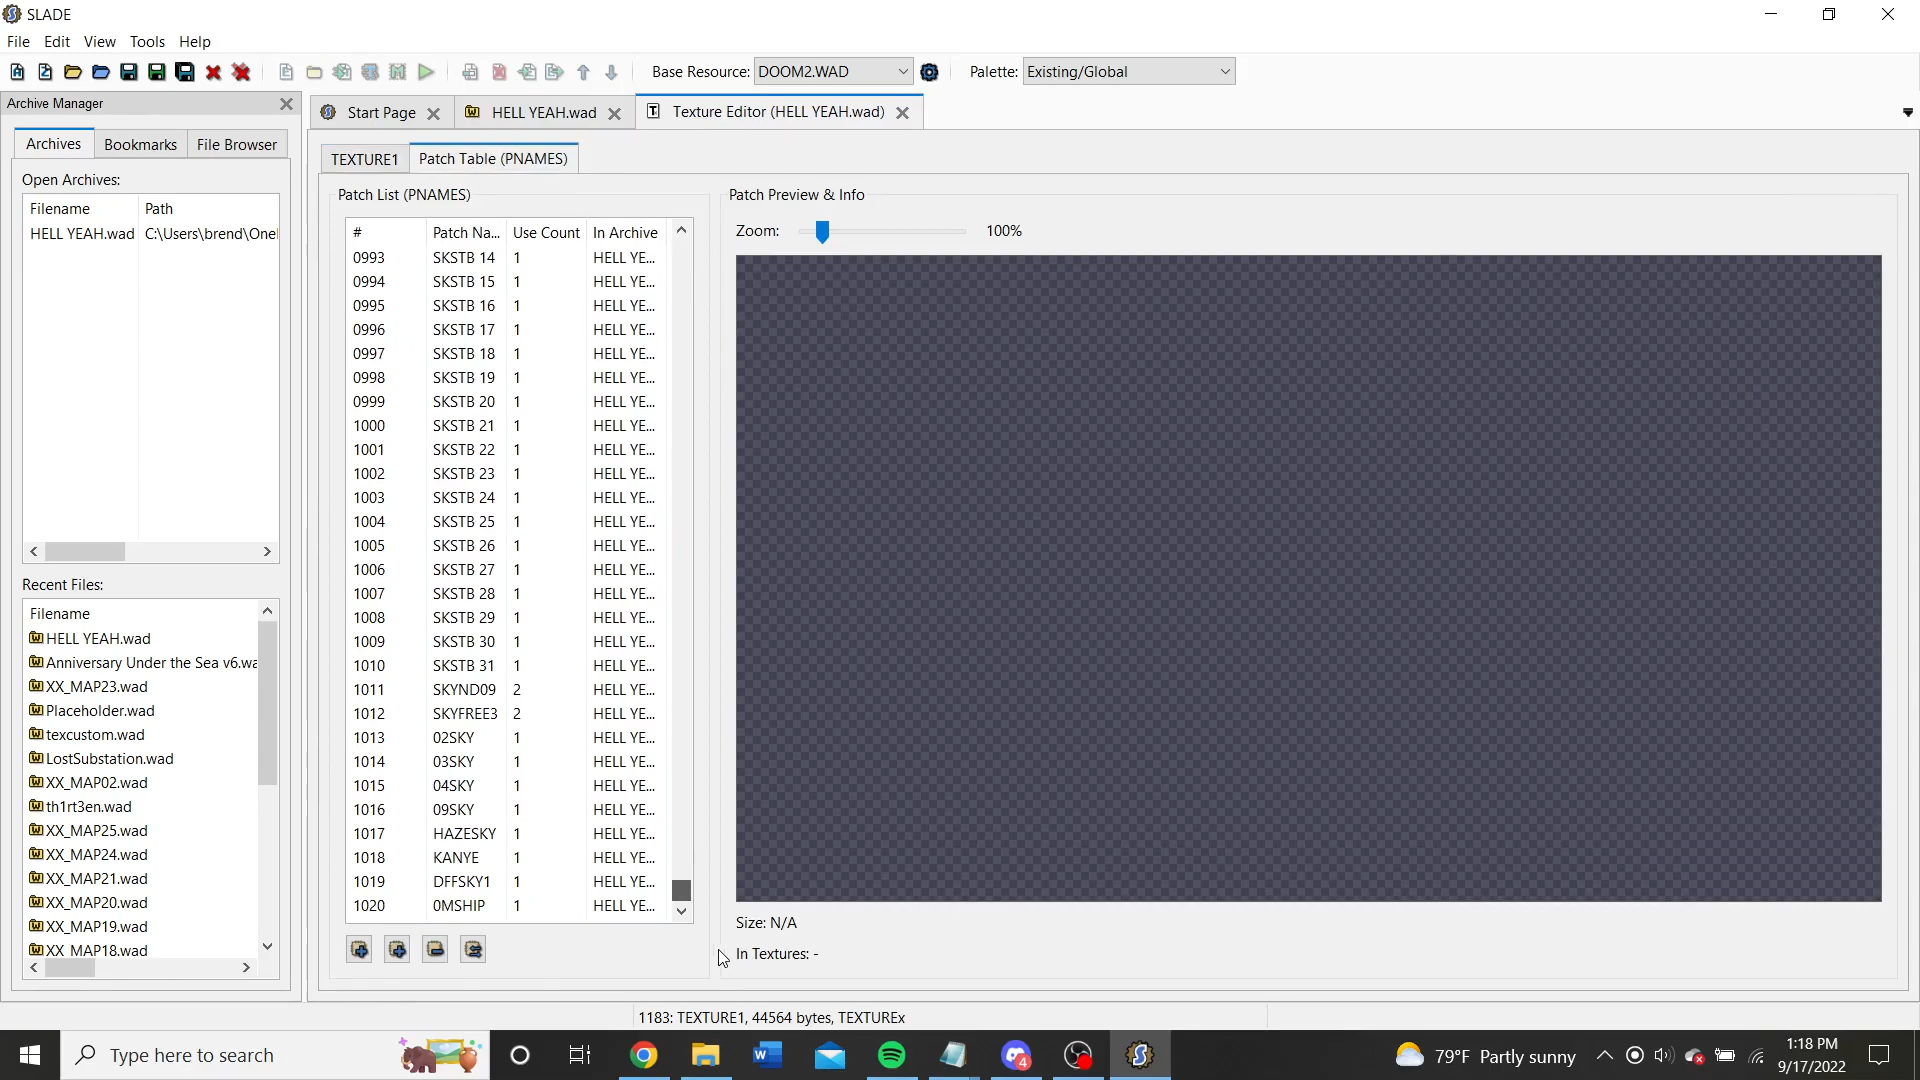 SLADE
File Edit View Tools Help
Base Resource: DOOM2.WAD Palette: Existing/Global
Archive Manager
Start Page HELL YEAH.wad Texture Editor (HELL YEAH.wad)
Archives Bookmarks File Browser
TEXTURE1 Patch Table (PNAMES)
Open Archives:
Filename Path
HELL YEAH.wad C:\Users\brend\Onel
Recent Files:
Filename
HELL YEAH.wad
Anniversary Under the Sea v6.wa
XX_MAP23.wad
Placeholder.wad
texcustom.wad
LostSubstation.wad
XX_MAP02.wad
th1rt3en.wad
XX_MAP25.wad
XX_MAP24.wad
XX_MAP21.wad
XX_MAP20.wad
XX_MAP19.wad
XX_MAP18.wad
Patch List (PNAMES)
# Patch Na... Use Count In Archive
0993 SKSTB 14 1 HELL YE...
0994 SKSTB 15 1 HELL YE...
0995 SKSTB 16 1 HELL YE...
0996 SKSTB 17 1 HELL YE...
0997 SKSTB 18 1 HELL YE...
0998 SKSTB 19 1 HELL YE...
0999 SKSTB 20 1 HELL YE...
1000 SKSTB 21 1 HELL YE...
1001 SKSTB 22 1 HELL YE...
1002 SKSTB 23 1 HELL YE...
1003 SKSTB 24 1 HELL YE...
1004 SKSTB 25 1 HELL YE...
1005 SKSTB 26 1 HELL YE...
1006 SKSTB 27 1 HELL YE...
1007 SKSTB 28 1 HELL YE...
1008 SKSTB 29 1 HELL YE...
1009 SKSTB 30 1 HELL YE...
1010 SKSTB 31 1 HELL YE...
1011 SKYND09 2 HELL YE...
1012 SKYFREE3 2 HELL YE...
1013 02SKY 1 HELL YE...
1014 03SKY 1 HELL YE...
1015 04SKY 1 HELL YE...
1016 09SKY 1 HELL YE...
1017 HAZESKY 1 HELL YE...
1018 KANYE 1 HELL YE...
1019 DFFSKY1 1 HELL YE...
1020 0MSHIP 1 HELL YE...
Patch Preview & Info
Zoom: 100%
Size: N/A
In Textures: -
1183: TEXTURE1, 44564 bytes, TEXTUREx
Type here to search
4
79°F Partly sunny
1:18 PM
9/17/2022